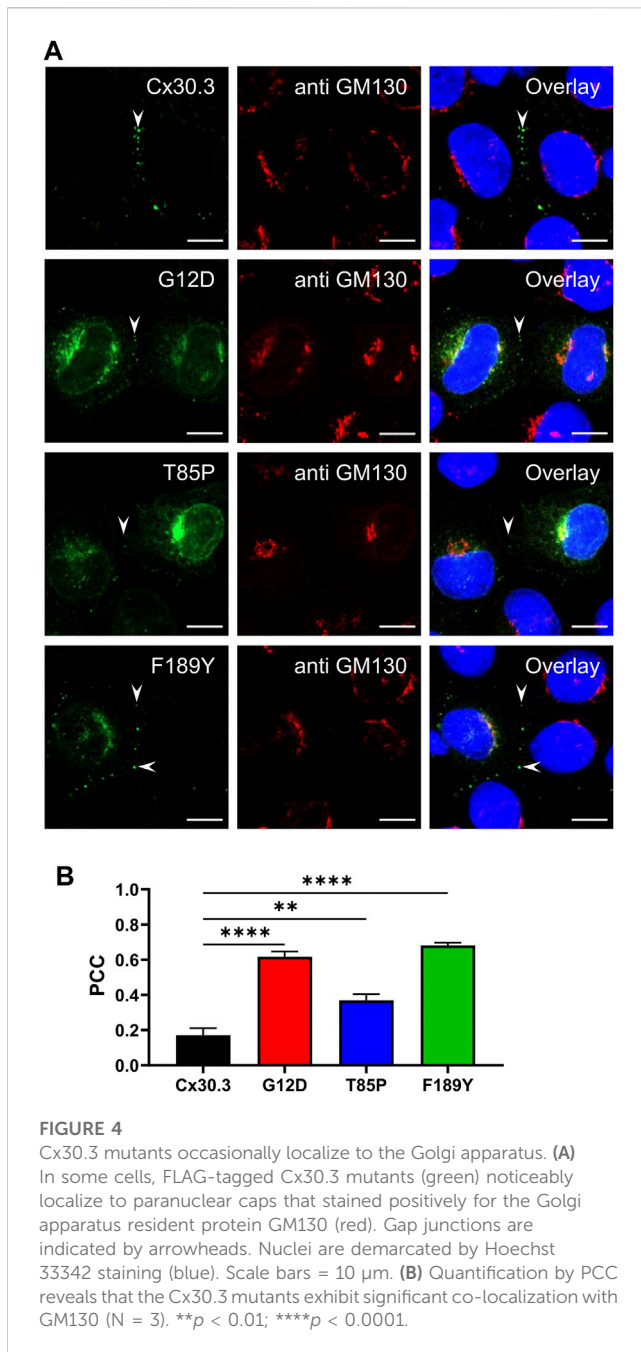 A
Cx30.3 anti GM130 Overlay
G12D anti GM130 Overlay
T85P anti GM130 Overlay
F189Y anti GM130 Overlay
B
****
**
****
PCC
1.0
0.8
0.6
0.4
0.2
0.0
Cx30.3 G12D T85P F189Y
FIGURE 4
Cx30.3 mutants occasionally localize to the Golgi apparatus. (A)
In some cells, FLAG-tagged Cx30.3 mutants (green) noticeably
localize to paranuclear caps that stained positively for the Golgi
apparatus resident protein GM130 (red). Gap junctions are
indicated by arrowheads. Nuclei are demarcated by Hoechst
33342 staining (blue). Scale bars = 10 µm. (B) Quantification by PCC
reveals that the Cx30.3 mutants exhibit significant co-localization with
GM130 (N = 3). **p < 0.01; ****p < 0.0001.